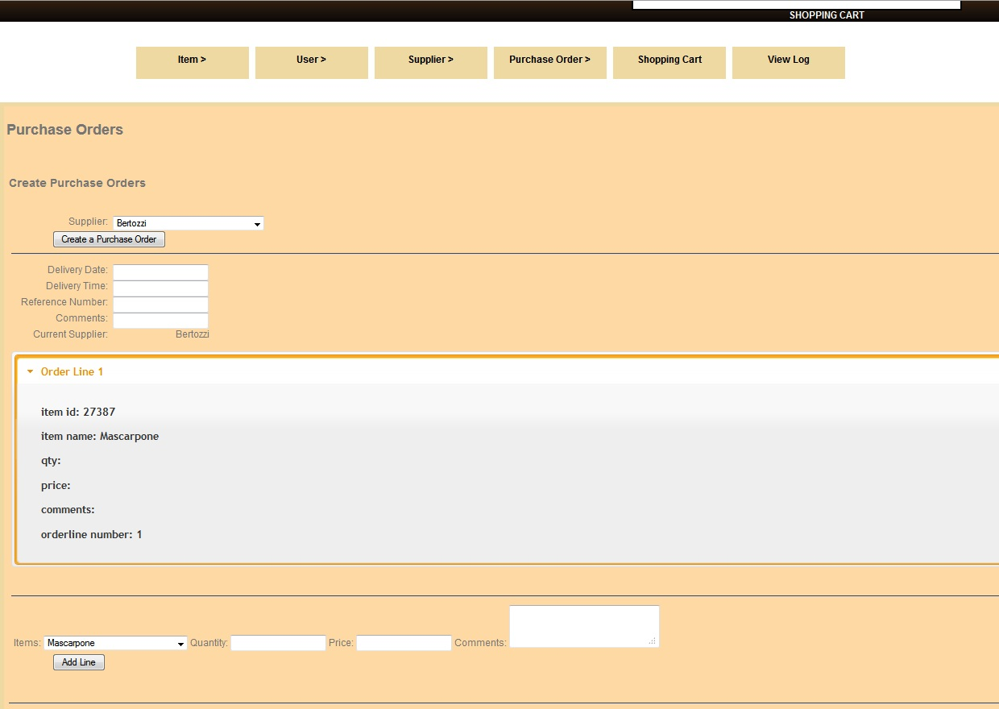 SHOPPING CART
Item > User > Supplier > Purchase Order > Shopping Cart View Log
Purchase Orders
Create Purchase Orders
Supplier: Bertozzi
Create a Purchase Order
Delivery Date:
Delivery Time:
Reference Number:
Comments:
Current Supplier: Bertozzi
Order Line 1
item id: 27387
item name: Mascarpone
qty:
price:
comments:
orderline number: 1
Items: Mascarpone Quantity: Price: Comments:
Add Line